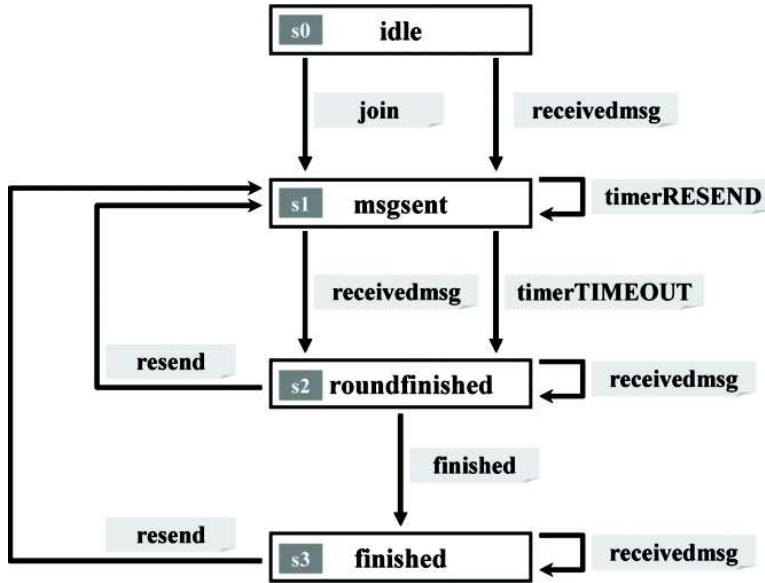 s0 idle
join
receivedmsg
s1 msgsent
timerRESEND
receivedmsg
timerTIMEOUT
resend
s2 roundfinished
receivedmsg
finished
resend
s3 finished
receivedmsg